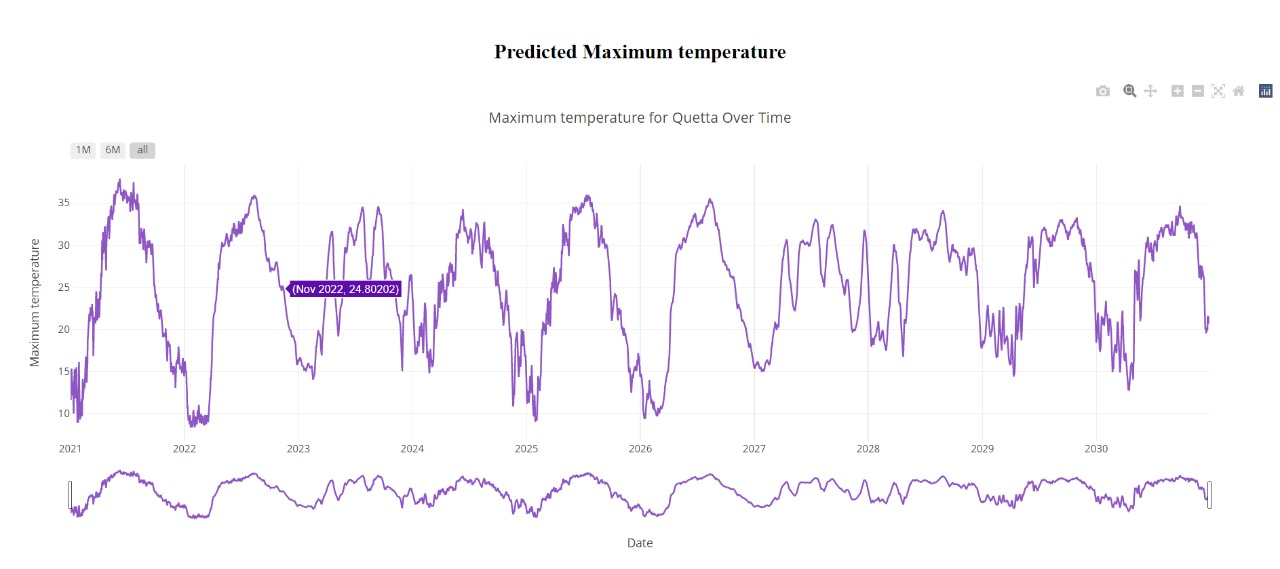 Predicted Maximum temperature
Maximum temperature for Quetta Over Time
1M 6M all
Maximum temperature
35
30
25
20
15
10
(Nov 2022, 24.80202)
2021 2022 2023 2024 2025 2026 2027 2028 2029 2030
Date